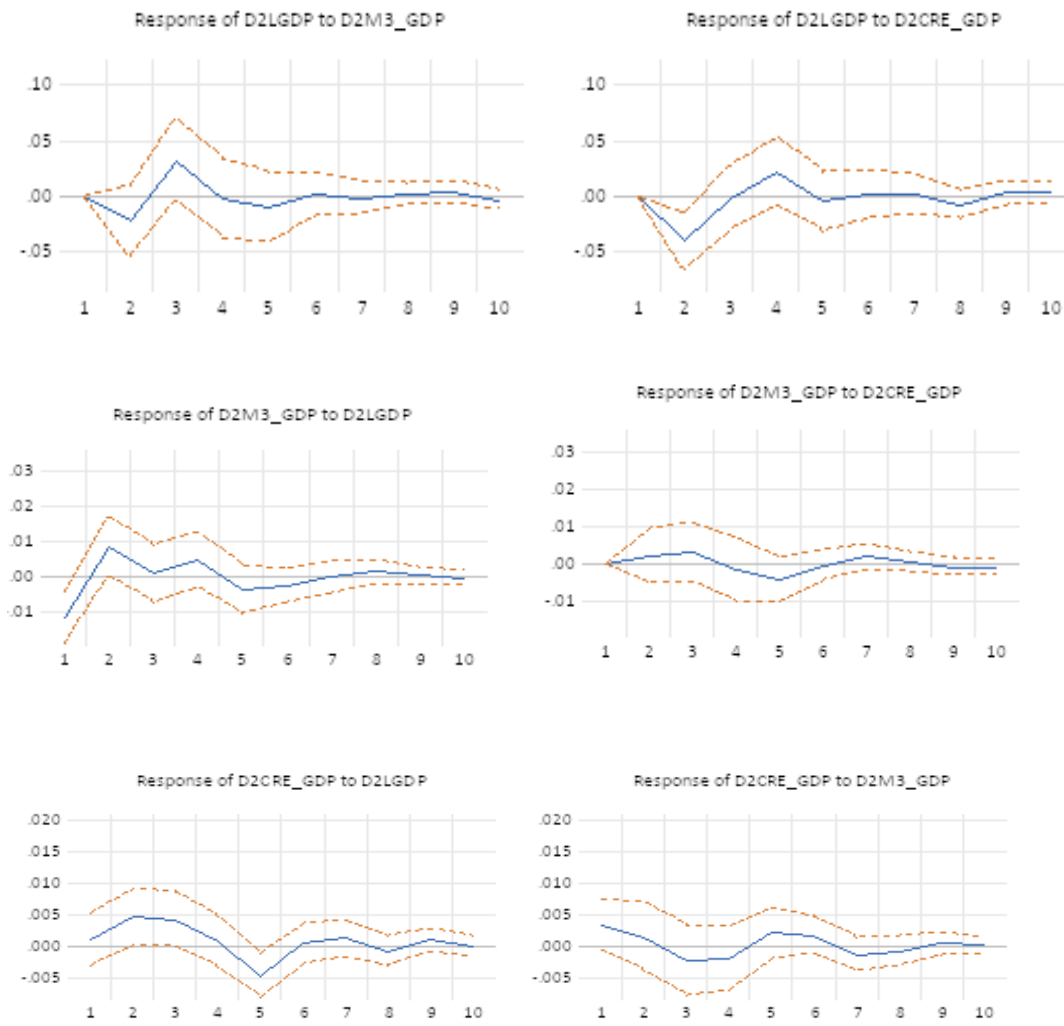 Response of D2LGDP to D2M3_GDP
.10
.05
.00
-.05
1 2 3 4 5 6 7 8 9 10
Response of D2LGDP to D2CRE_GDP
.10
.05
.00
-.05
1 2 3 4 5 6 7 8 9 10
Response of D2M3_GDP to D2LGDP
.03
.02
.01
.00
-.01
1 2 3 4 5 6 7 8 9 10
Response of D2M3_GDP to D2CRE_GDP
.03
.02
.01
.00
-.01
1 2 3 4 5 6 7 8 9 10
Response of D2CRE_GDP to D2LGDP
.020
.015
.010
.005
.000
-.005
1 2 3 4 5 6 7 8 9 10
Response of D2CRE_GDP to D2M3_GDP
.020
.015
.010
.005
.000
-.005
1 2 3 4 5 6 7 8 9 10